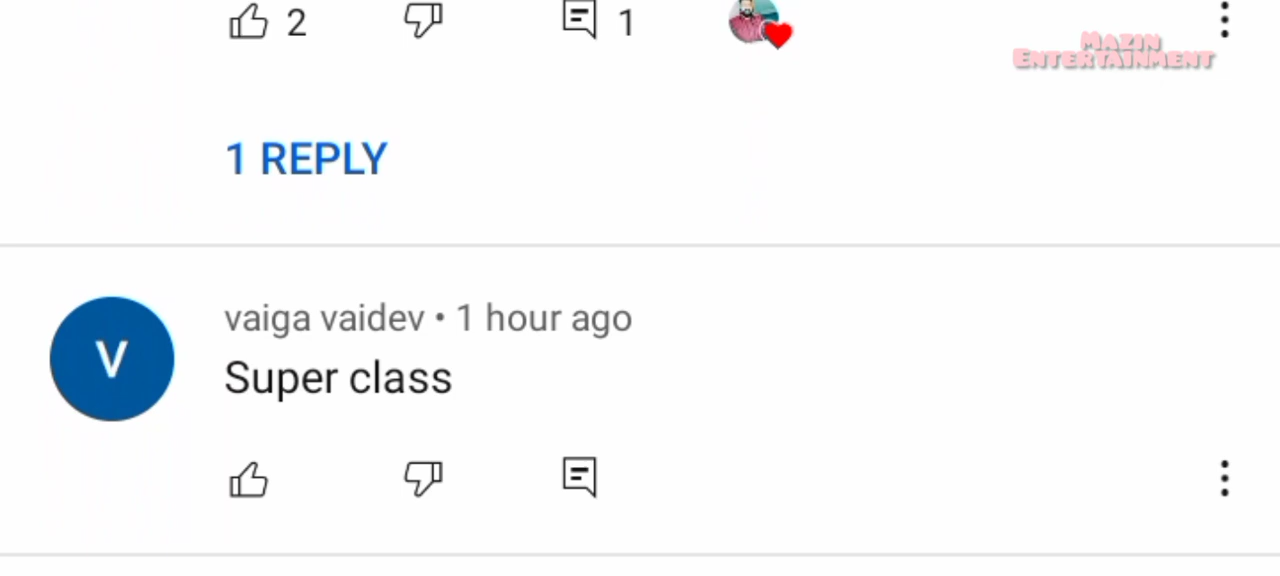 2
1
MAZIN
ENTERTAINMENT
1 REPLY
vaiga vaidev • 1 hour ago
V
Super class